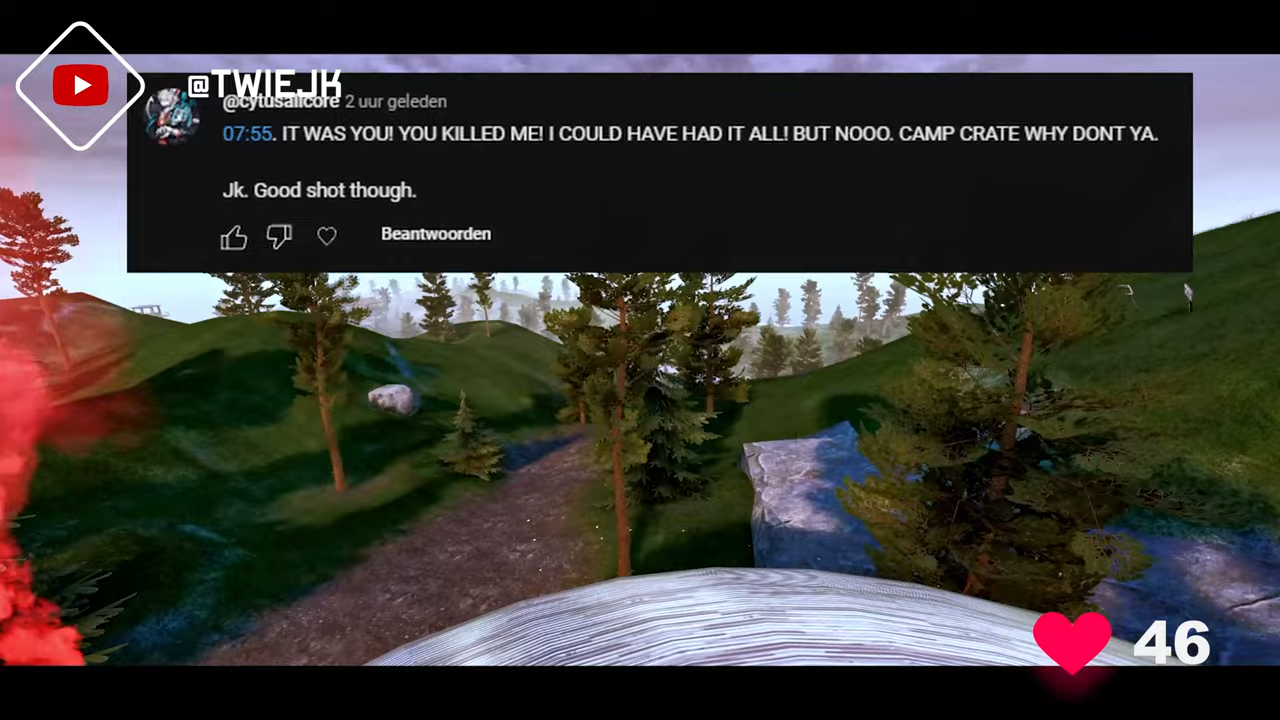 @TWIEJK
@cytusallcore 2 uur geleden
07:55. IT WAS YOU! YOU KILLED ME! I COULD HAVE HAD IT ALL! BUT NOOO. CAMP CRATE WHY DONT YA.
Jk. Good shot though.
Beantwoorden
46